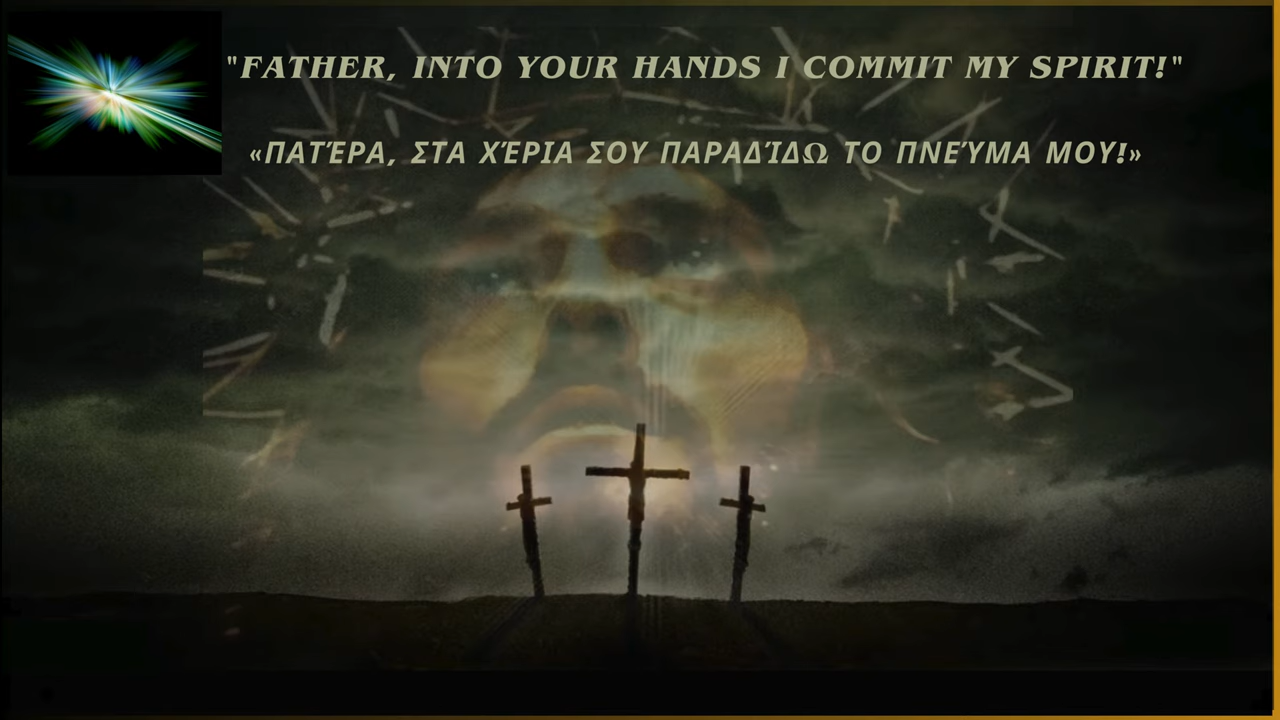 "FATHER, INTO YOUR HANDS I COMMIT MY SPIRIT!"
«ΠΑΤΈΡΑ, ΣΤΑ ΧΈΡΙΑ ΣΟΥ ΠΑΡΑΔΊΔΩ ΤΟ ΠΝΕΎΜΑ ΜΟΥ!»